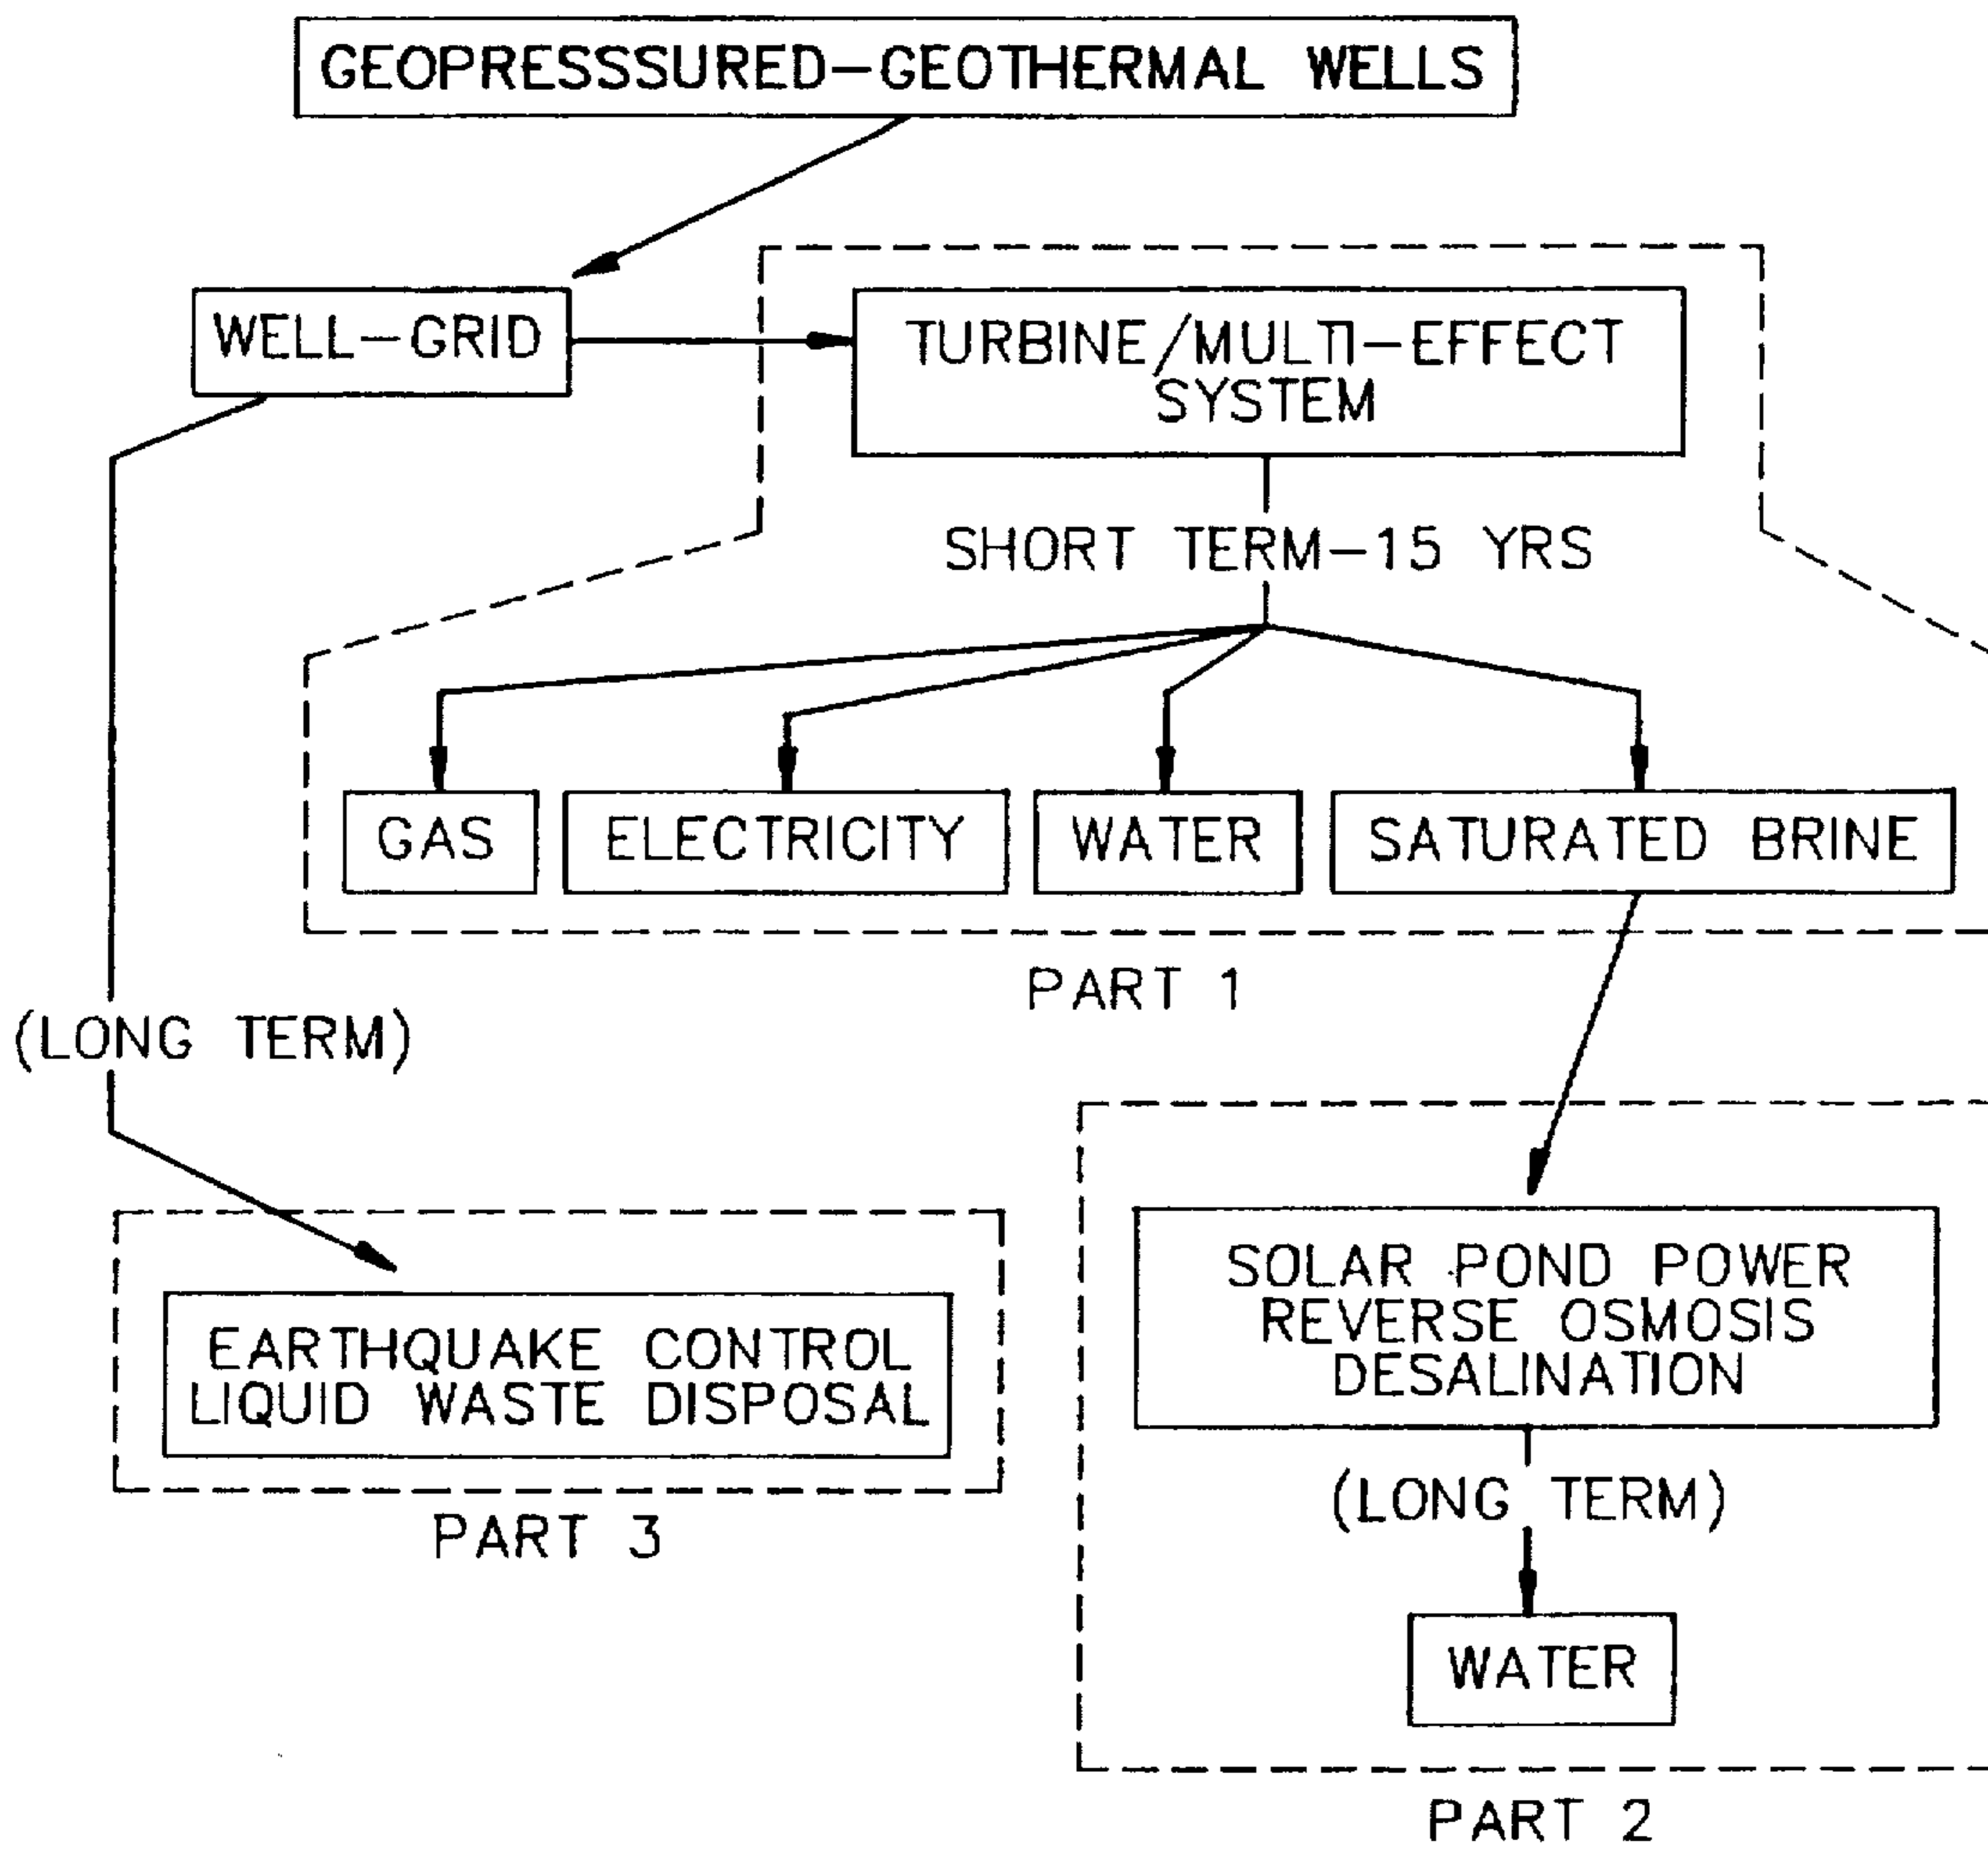 GEOPRESSSURED-GEOTHERMAL WELLS
WELL-GRID
TURBINE/MULTI-EFFECT
SYSTEM
SHORT TERM-15 YRS
GAS
ELECTRICITY
WATER
SATURATED BRINE
PART 1
(LONG TERM)
EARTHQUAKE CONTROL
LIQUID WASTE DISPOSAL
PART 3
SOLAR POND POWER
REVERSE OSMOSIS
DESALINATION
(LONG TERM)
WATER
PART 2